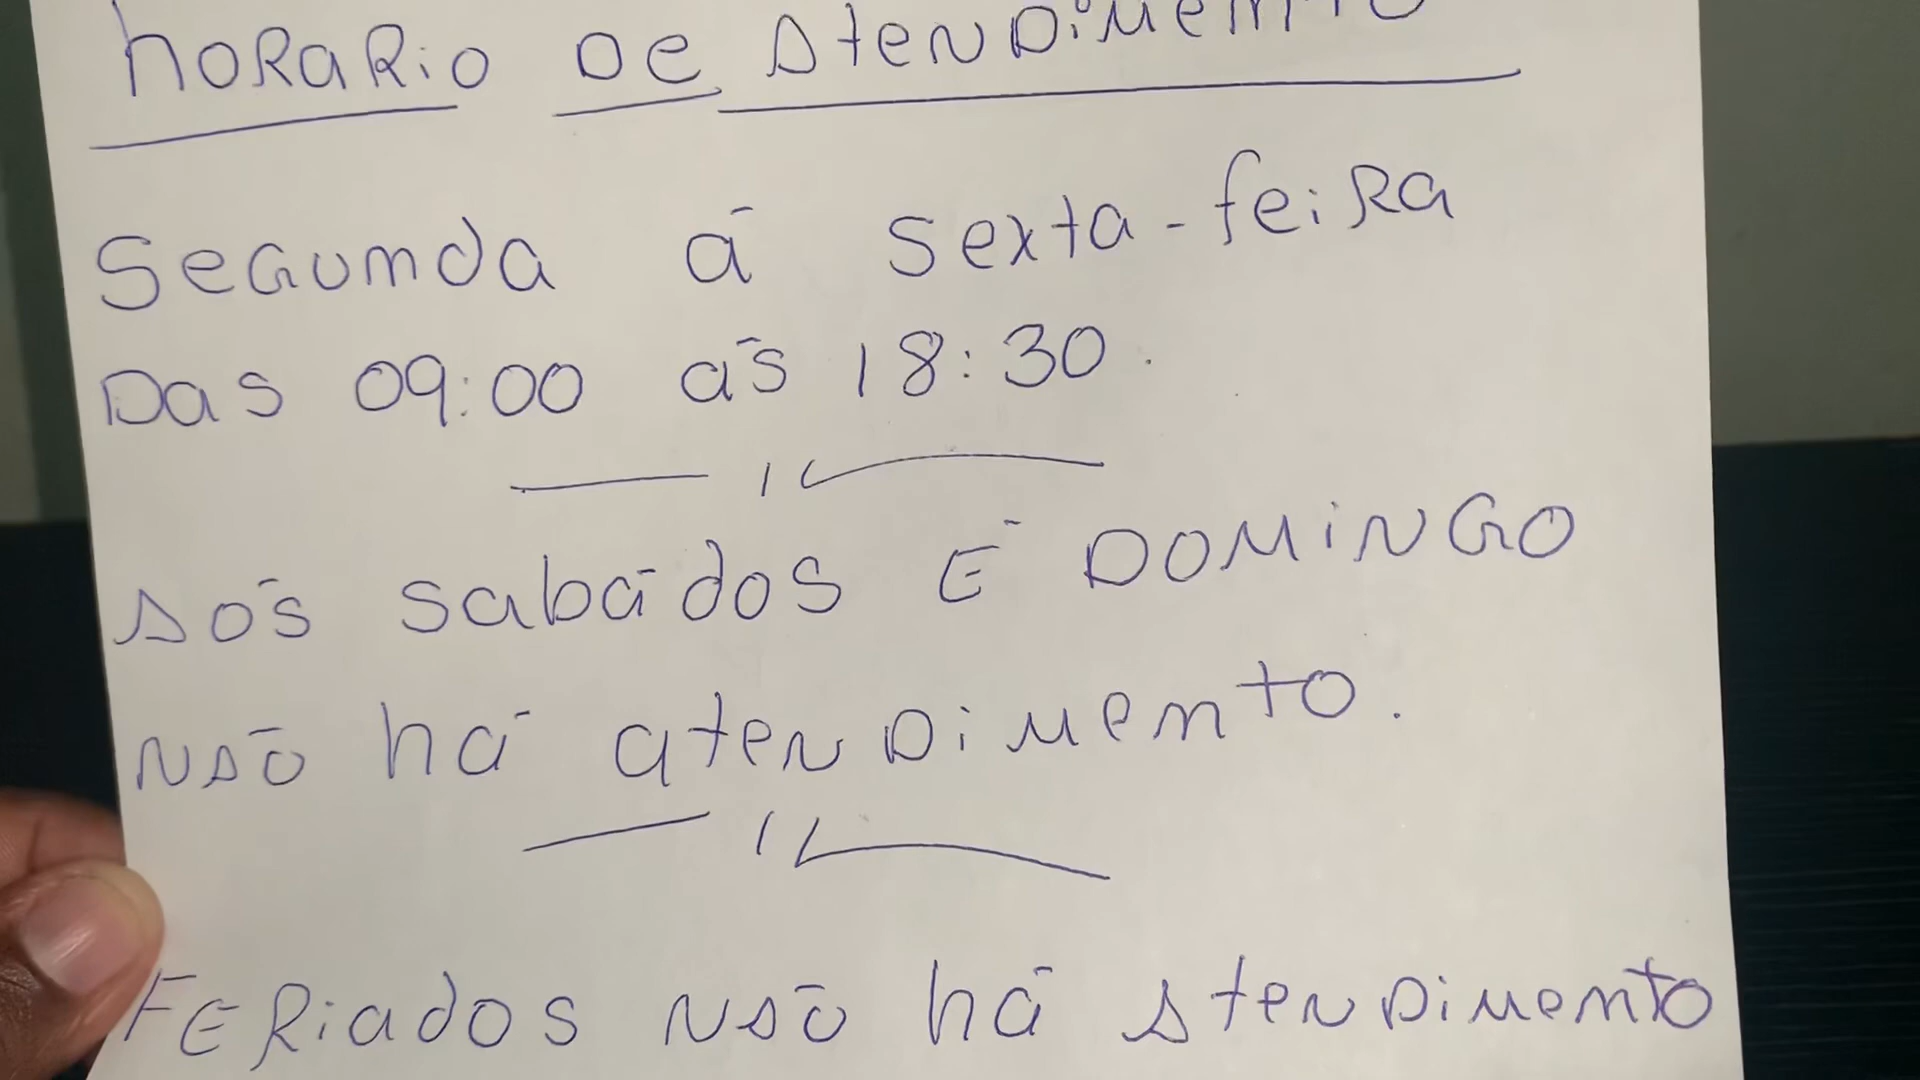 HORARIO DE ATENDIMENTO
SEGUNDA Á SEXTA-FEIRA
DAS 09:00 ÁS 18:30.
AOS SABÁDOS E DOMINGO
NÃO HÁ ATENDIMENTO.
FERIADOS NÃO HÁ ATENDIMENTO